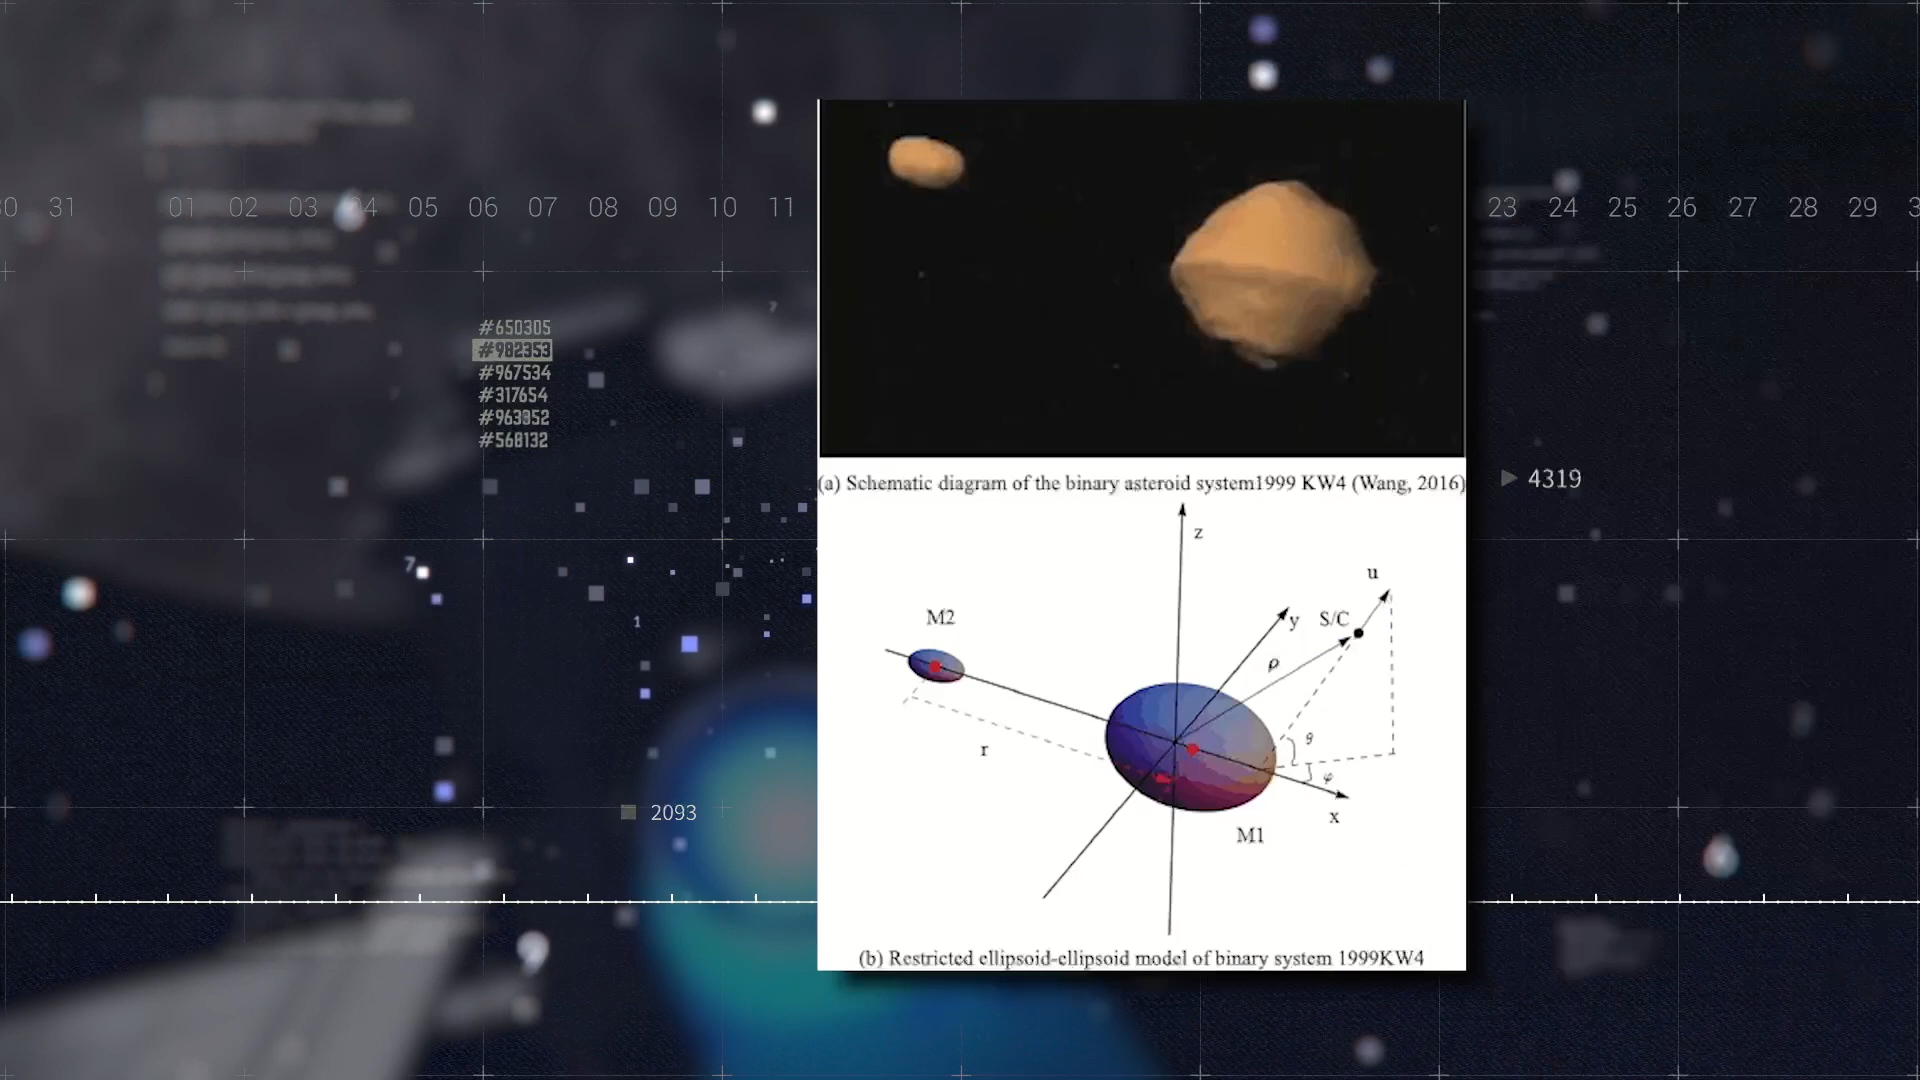 30 31 01 02 03 04 05 06 07 08 09 10 11 23 24 25 26 27 28 29
#650305
#982353
#967534
#317654
#963852
#568132
7
(a) Schematic diagram of the binary asteroid system1999 KW4 (Wang, 2016)
4319
z
7
u
1
M2
y
S/C
ρ
r
θ
φ
2093
x
M1
(b) Restricted ellipsoid-ellipsoid model of binary system 1999KW4